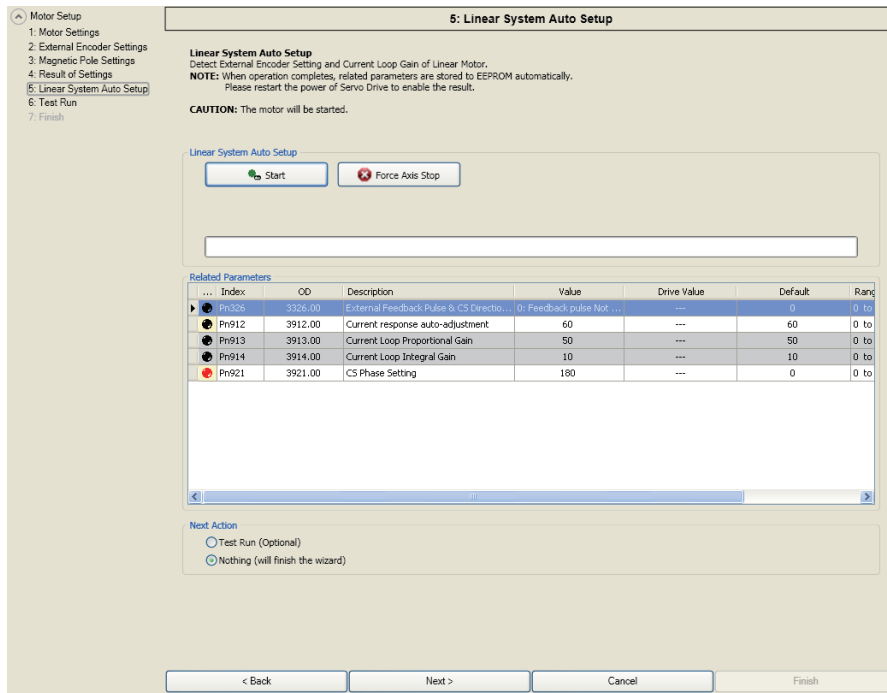 Motor Setup
1: Motor Settings
2: External Encoder Settings
3: Magnetic Pole Settings
4: Result of Settings
5: Linear System Auto Setup
6: Test Run
7: Finish
5: Linear System Auto Setup
Linear System Auto Setup
Detect External Encoder Setting and Current Loop Gain of Linear Motor.
NOTE: When operation completes, related parameters are stored to EEPROM automatically.
Please restart the power of Servo Drive to enable the result.
CAUTION: The motor will be started.
Linear System Auto Setup
Start Force Axis Stop
Related Parameters
... Index OD Description Value Drive Value Default Rang
Pn326 3326.00 External Feedback Pulse & CS Directio... 0: Feedback pulse Not ... --- 0 0 to
Pn912 3912.00 Current response auto-adjustment 60 --- 60 0 to
Pn913 3913.00 Current Loop Proportional Gain 50 --- 50 0 to
Pn914 3914.00 Current Loop Integral Gain 10 --- 10 0 to
Pn921 3921.00 CS Phase Setting 180 --- 0 0 to
Next Action
Test Run (Optional)
Nothing (will finish the wizard)
< Back Next > Cancel Finish